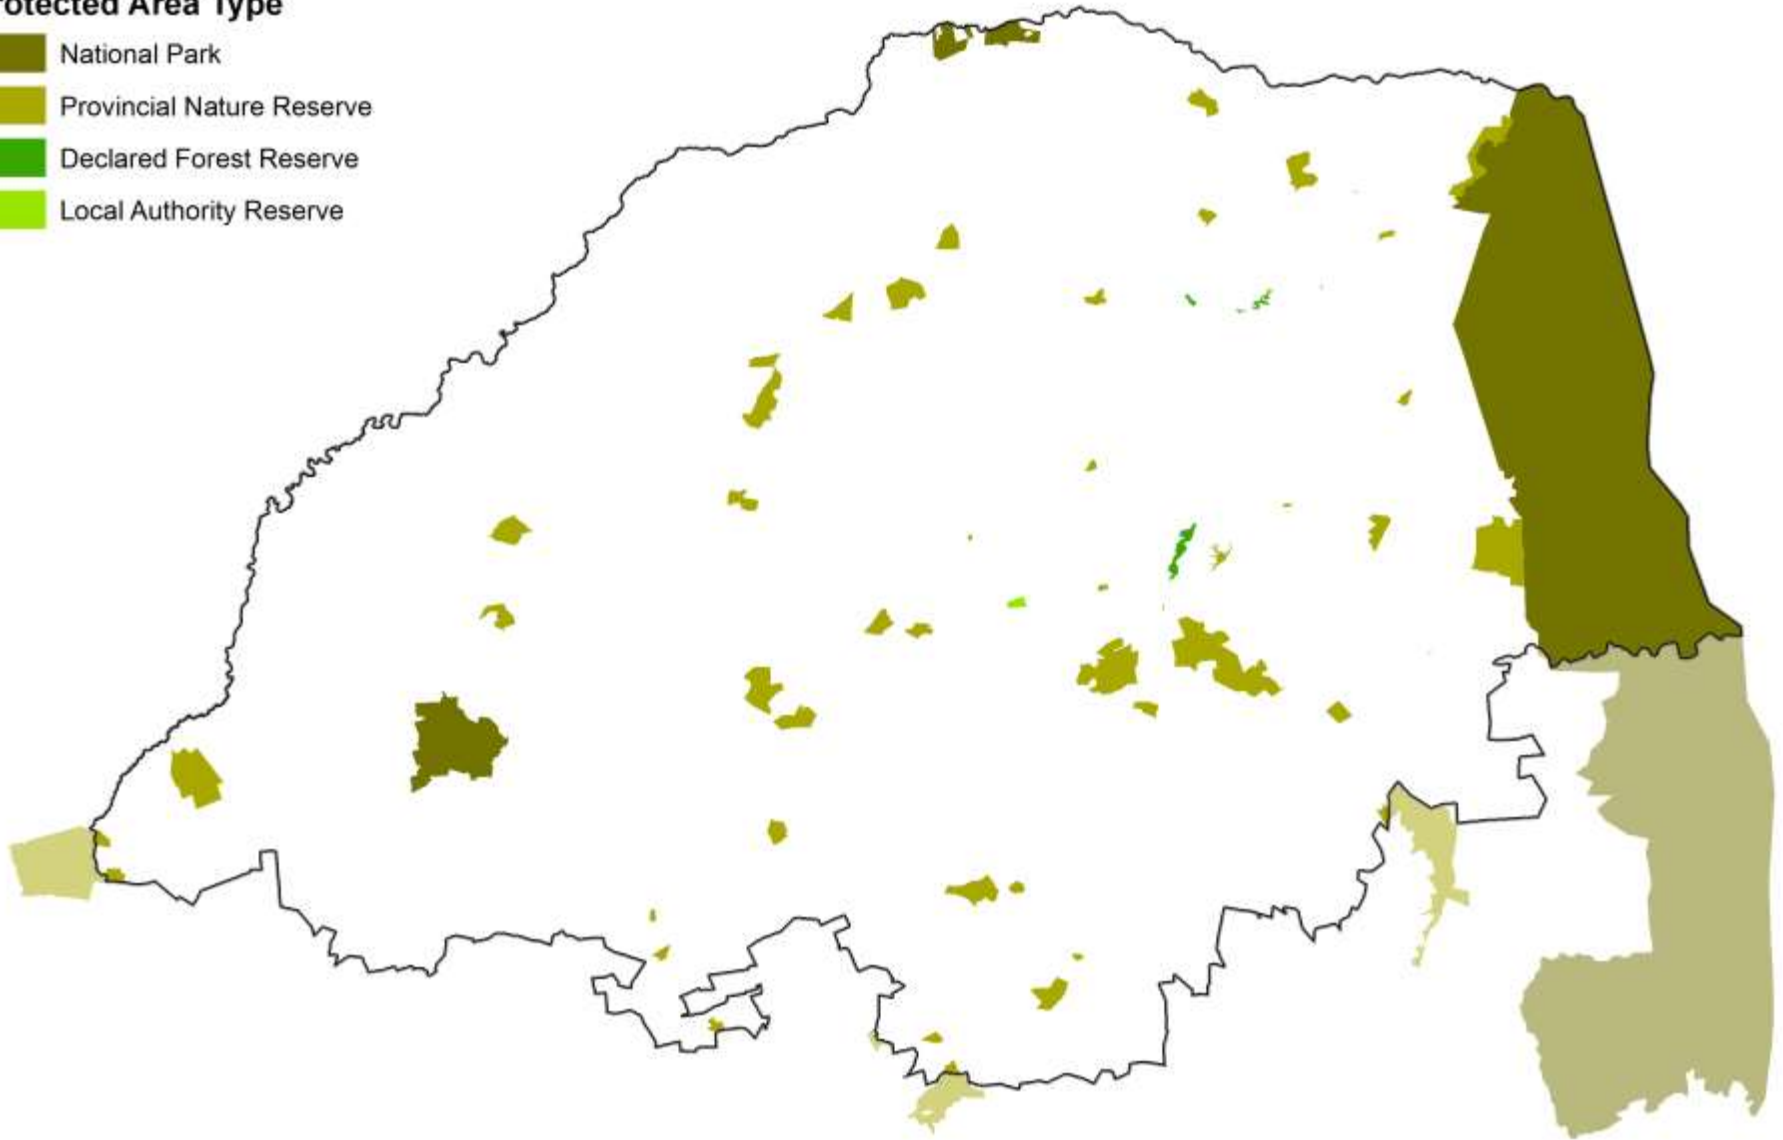 rotected Area Type
National Park
Provincial Nature Reserve
Declared Forest Reserve
Local Authority Reserve